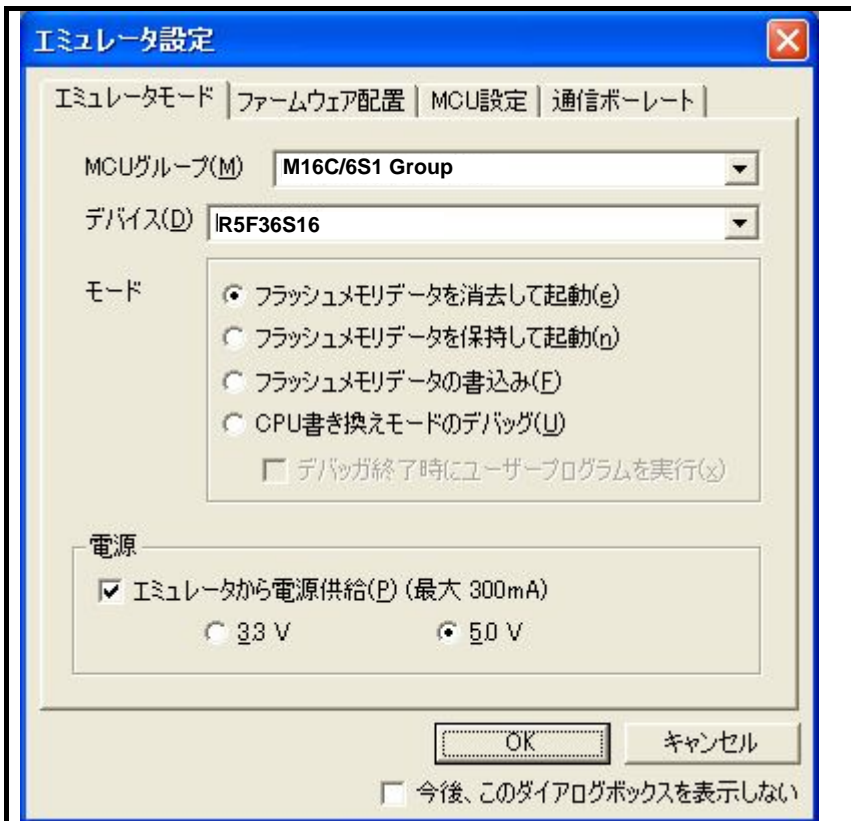 エミュレータ設定
エミュレータモード ファームウェア配置 MCU設定 通信ボーレート
MCUグループ(M) M16C/6S1 Group
デバイス(D) R5F36S16
モード
フラッシュメモリデータを消去して起動(e)
フラッシュメモリデータを保持して起動(n)
フラッシュメモリデータの書込み(F)
CPU書き換えモードのデバッグ(U)
デバッガ終了時にユーザープログラムを実行(x)
電源
エミュレータから電源供給(P) (最大 300mA)
3.3 V 5.0 V
OK キャンセル
今後、このダイアログボックスを表示しない